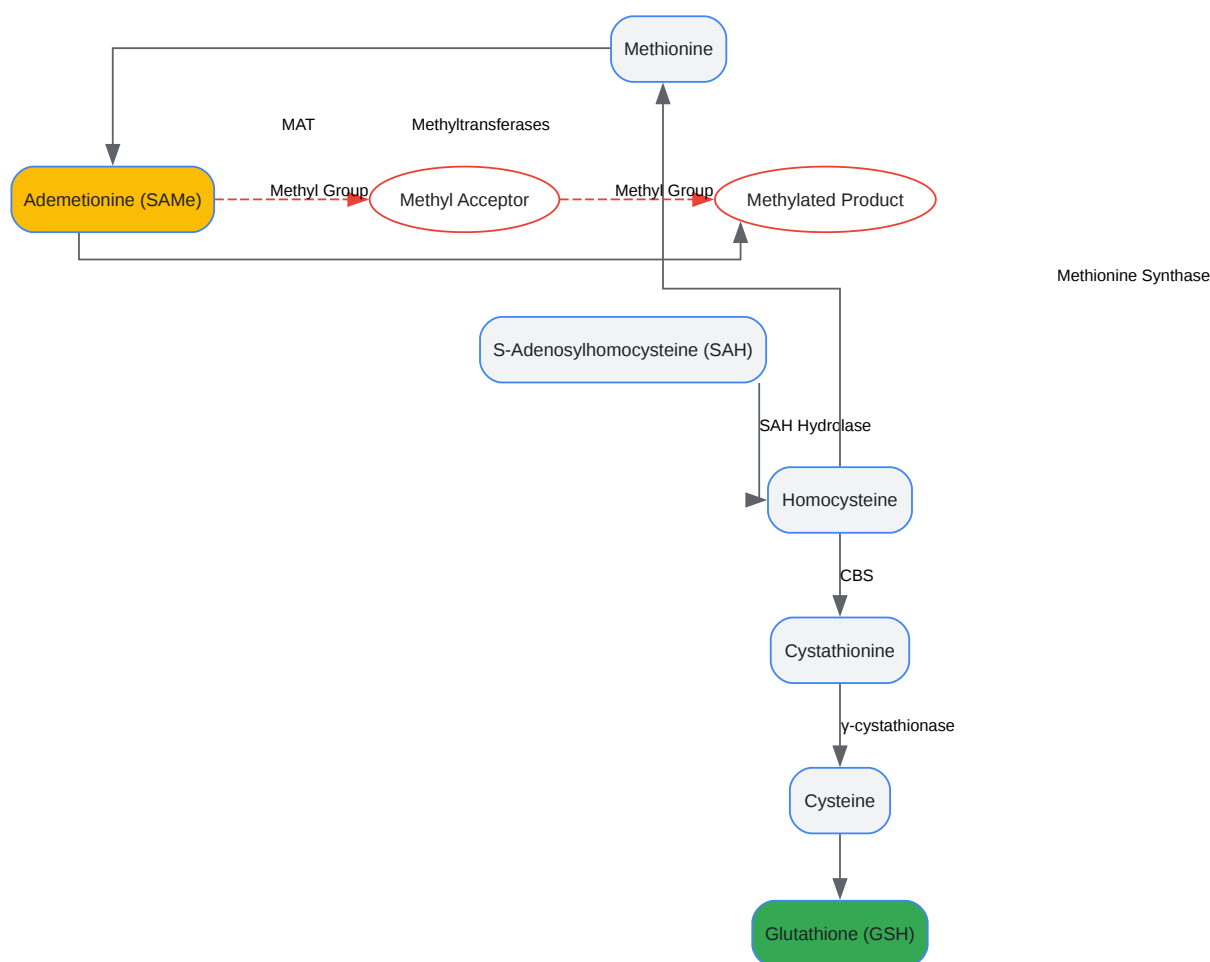 Methionine
MAT
Methyltransferases
Ademetionine (SAMe)
Methyl Group
Methyl Acceptor
Methyl Group
Methylated Product
Methionine Synthase
S-Adenosylhomocysteine (SAH)
SAH Hydrolase
Homocysteine
CBS
Cystathionine
γ-cystathionase
Cysteine
Glutathione (GSH)